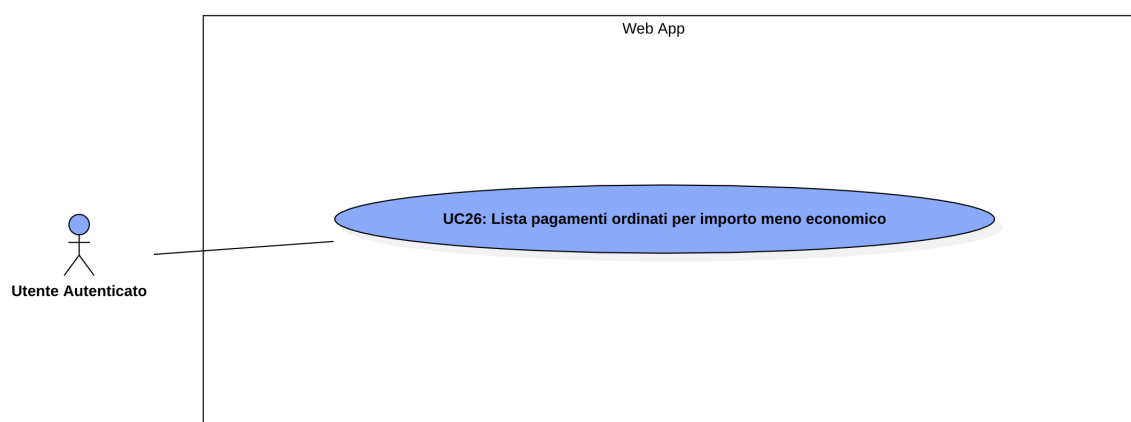 Web App
UC26: Lista pagamenti ordinati per importo meno economico
Utente Autenticato